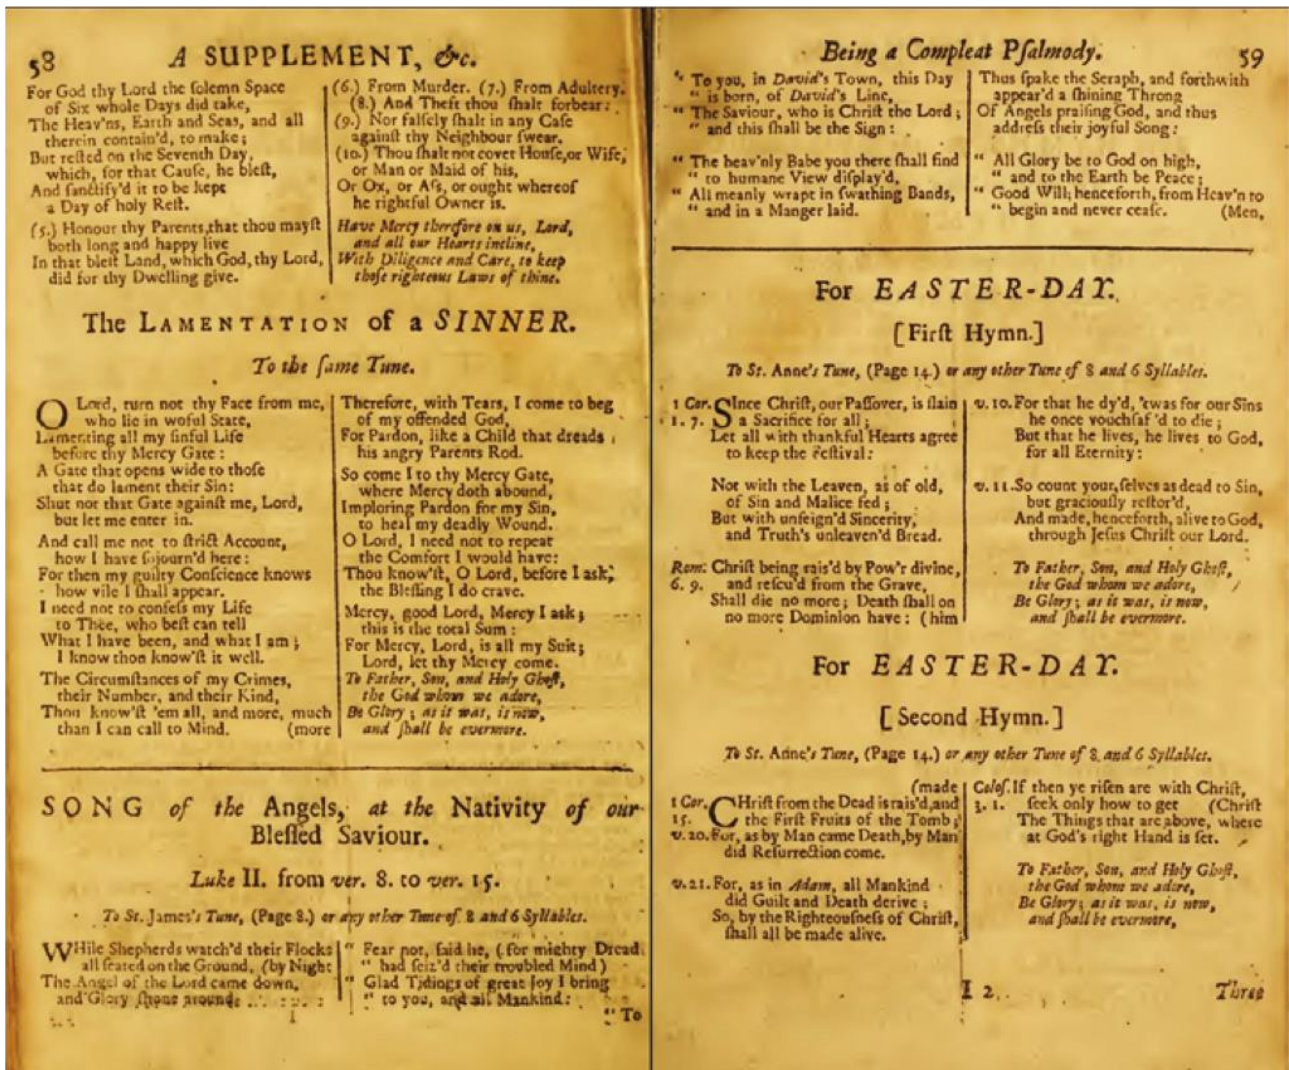 58
A SUPPLEMENT, &c.
For God thy Lord the ſolemn Space
of Six whole Days did take,
The Heav'ns, Earth and Seas, and all
therein contain'd, to make;
But reſted on the Seventh Day,
which, for that Cauſe, he bleſt,
And ſanctify'd it to be kept
a Day of holy Reſt.
(5.) Honour thy Parents,that thou mayſt
both long and happy live
In that bleſt Land, which God, thy Lord,
did for thy Dwelling give.
(6.) From Murder. (7.) From Adultery.
(8.) And Theft thou ſhalt forbear:
(9.) Nor falſely ſhalt in any Caſe
againſt thy Neighbour ſwear.
(10.) Thou ſhalt not covet Houſe,or Wife,
or Man or Maid of his,
Or Ox, or Aſs, or ought whereof
he rightful Owner is.
Have Mercy therefore on us, Lord,
and all our Hearts incline,
With Diligence and Care, to keep
thoſe righteous Laws of thine.
The LAMENTATION of a SINNER.
To the ſame Tune.
O Lord, turn not thy Face from me,
who lie in woful State,
Lamenting all my ſinful Life
before thy Mercy Gate:
A Gate that opens wide to thoſe
that do lament their Sin:
Shut not that Gate againſt me, Lord,
but let me enter in.
And call me not to ſtrict Account,
how I have ſojourn'd here:
For then my guilty Conſcience knows
how vile I ſhall appear.
I need not to confeſs my Life
to Thee, who beſt can tell
What I have been, and what I am;
I know thou know'ſt it well.
The Circumſtances of my Crimes,
their Number, and their Kind,
Thou know'ſt 'em all, and more, much
than I can call to Mind. (more
Therefore, with Tears, I come to beg
of my offended God,
For Pardon, like a Child that dreads
his angry Parents Rod.
So come I to thy Mercy Gate,
where Mercy doth abound,
Imploring Pardon for my Sin,
to heal my deadly Wound.
O Lord, I need not to repeat
the Comfort I would have:
Thou know'ſt, O Lord, before I ask,
the Bleſſing I do crave.
Mercy, good Lord, Mercy I ask;
this is the total Sum:
For Mercy, Lord, is all my Suit;
Lord, let thy Mercy come.
To Father, Son, and Holy Ghoſt,
the God whom we adore,
Be Glory; as it was, is now,
and ſhall be evermore.
SONG of the Angels, at the Nativity of our
Bleſſed Saviour.
Luke II. from ver. 8. to ver. 15.
To St. James's Tune, (Page 8.) or any other Tune of 8 and 6 Syllables.
WHile Shepherds watch'd their Flocks
all ſeated on the Ground, (by Night
The Angel of the Lord came down,
and Glory ſhone around
" Fear not, ſaid he, (for mighty Dread
" had ſeiz'd their troubled Mind)
" Glad Tidings of great Joy I bring
" to you, and all Mankind:
" To
Being a Compleat Pſalmody.
59
" To you, in David's Town, this Day
" is born, of David's Line,
" The Saviour, who is Chriſt the Lord;
" and this ſhall be the Sign:
" The heav'nly Babe you there ſhall find
" to humane View diſplay'd,
" All meanly wrapt in ſwathing Bands,
" and in a Manger laid.
Thus ſpake the Seraph, and forthwith
appear'd a ſhining Throng
Of Angels praiſing God, and thus
addreſs their joyful Song:
" All Glory be to God on high,
" and to the Earth be Peace;
" Good Will; henceforth, from Heav'n to
" begin and never ceaſe. (Men,
For EASTER-DAY.
[Firſt Hymn.]
To St. Anne's Tune, (Page 14.) or any other Tune of 8 and 6 Syllables.
1 Cor. SInce Chriſt, our Paſſover, is ſlain
1. 7. a Sacrifice for all;
Let all with thankful Hearts agree
to keep the Feſtival:
Not with the Leaven, as of old,
of Sin and Malice fed;
But with unfeign'd Sincerity,
and Truth's unleaven'd Bread.
Rom. Chriſt being rais'd by Pow'r divine,
6. 9. and reſcu'd from the Grave,
Shall die no more; Death ſhall on
no more Dominion have: (him
v. 10. For that he dy'd, 'twas for our Sins
he once vouchſaf'd to die;
But that he lives, he lives to God,
for all Eternity:
v. 11. So count your ſelves as dead to Sin,
but graciouſly reſtor'd,
And made, henceforth, alive to God,
through Jeſus Chriſt our Lord.
To Father, Son, and Holy Ghoſt,
the God whom we adore,
Be Glory; as it was, is now,
and ſhall be evermore.
For EASTER-DAY.
[Second Hymn.]
To St. Anne's Tune, (Page 14.) or any other Tune of 8 and 6 Syllables.
(made
1 Cor. CHriſt from the Dead is rais'd,and
15. the Firſt Fruits of the Tomb;
v. 20. For, as by Man came Death, by Man
did Reſurrection come.
v. 21. For, as in Adam, all Mankind
did Guilt and Death derive;
So, by the Righteouſneſs of Chriſt,
ſhall all be made alive.
Coloſ. If then ye riſen are with Chriſt,
3. 1. ſeek only how to get (Chriſt
The Things that are above, where
at God's right Hand is ſet.
To Father, Son, and Holy Ghoſt,
the God whom we adore,
Be Glory; as it was, is now,
and ſhall be evermore,
I 2.
Three